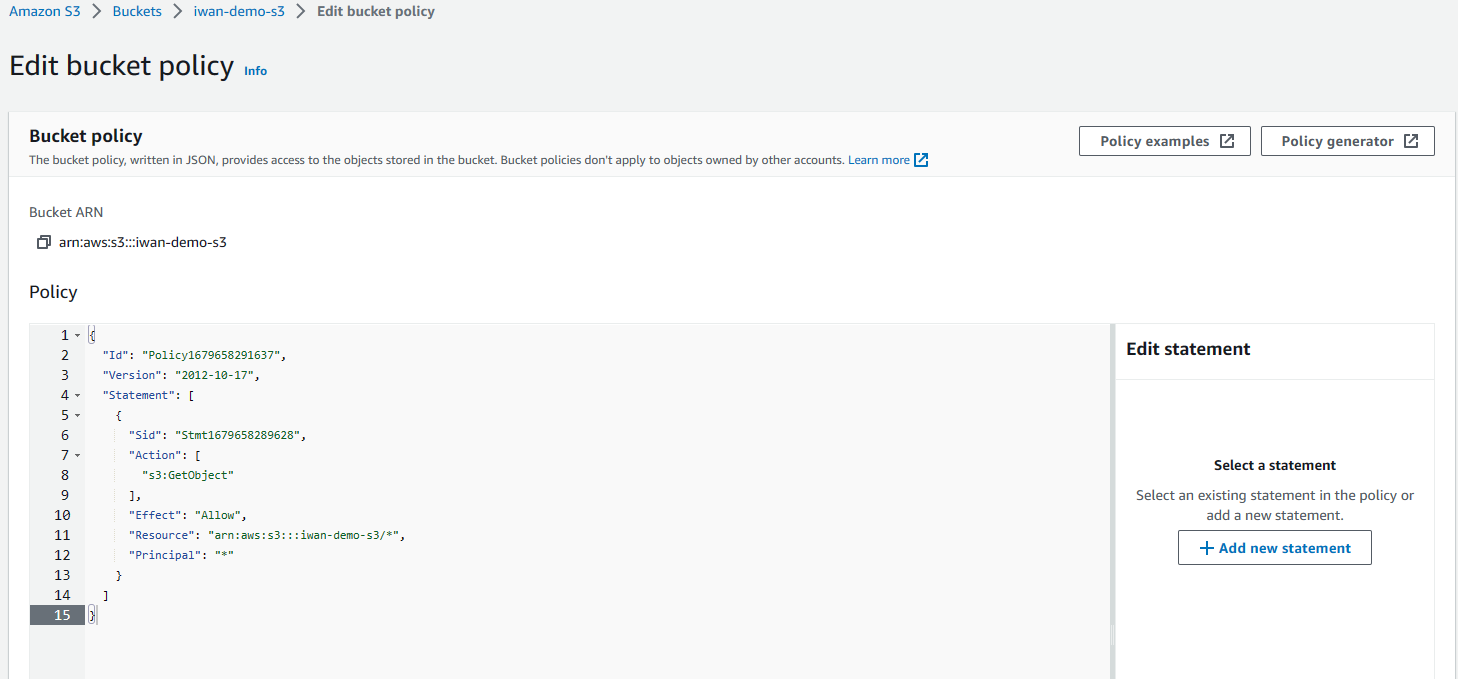 Amazon S3 > Buckets > iwan-demo-s3 > Edit bucket policy
Edit bucket policy Info
Bucket policy
The bucket policy, written in JSON, provides access to the objects stored in the bucket. Bucket policies don't apply to objects owned by other accounts. Learn more
Policy examples
Policy generator
Bucket ARN
arn:aws:s3:::iwan-demo-s3
Policy
1 {
2 "Id": "Policy1679658291637",
3 "Version": "2012-10-17",
4 "Statement": [
5 {
6 "Sid": "Stmt1679658289628",
7 "Action": [
8 "s3:GetObject"
9 ],
10 "Effect": "Allow",
11 "Resource": "arn:aws:s3:::iwan-demo-s3/*",
12 "Principal": "*"
13 }
14 ]
15 }
Edit statement
Select a statement
Select an existing statement in the policy or
add a new statement.
+ Add new statement